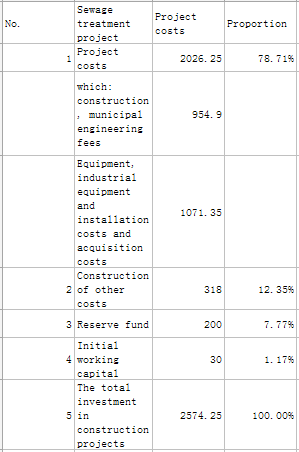 No. Sewage treatment project Project costs Proportion
1 Project costs 2026.25 78.71%
which: construction, municipal engineering fees 954.9
Equipment, industrial equipment and installation costs and acquisition costs 1071.35
2 Construction of other costs 318 12.35%
3 Reserve fund 200 7.77%
4 Initial working capital 30 1.17%
5 The total investment in construction projects 2574.25 100.00%